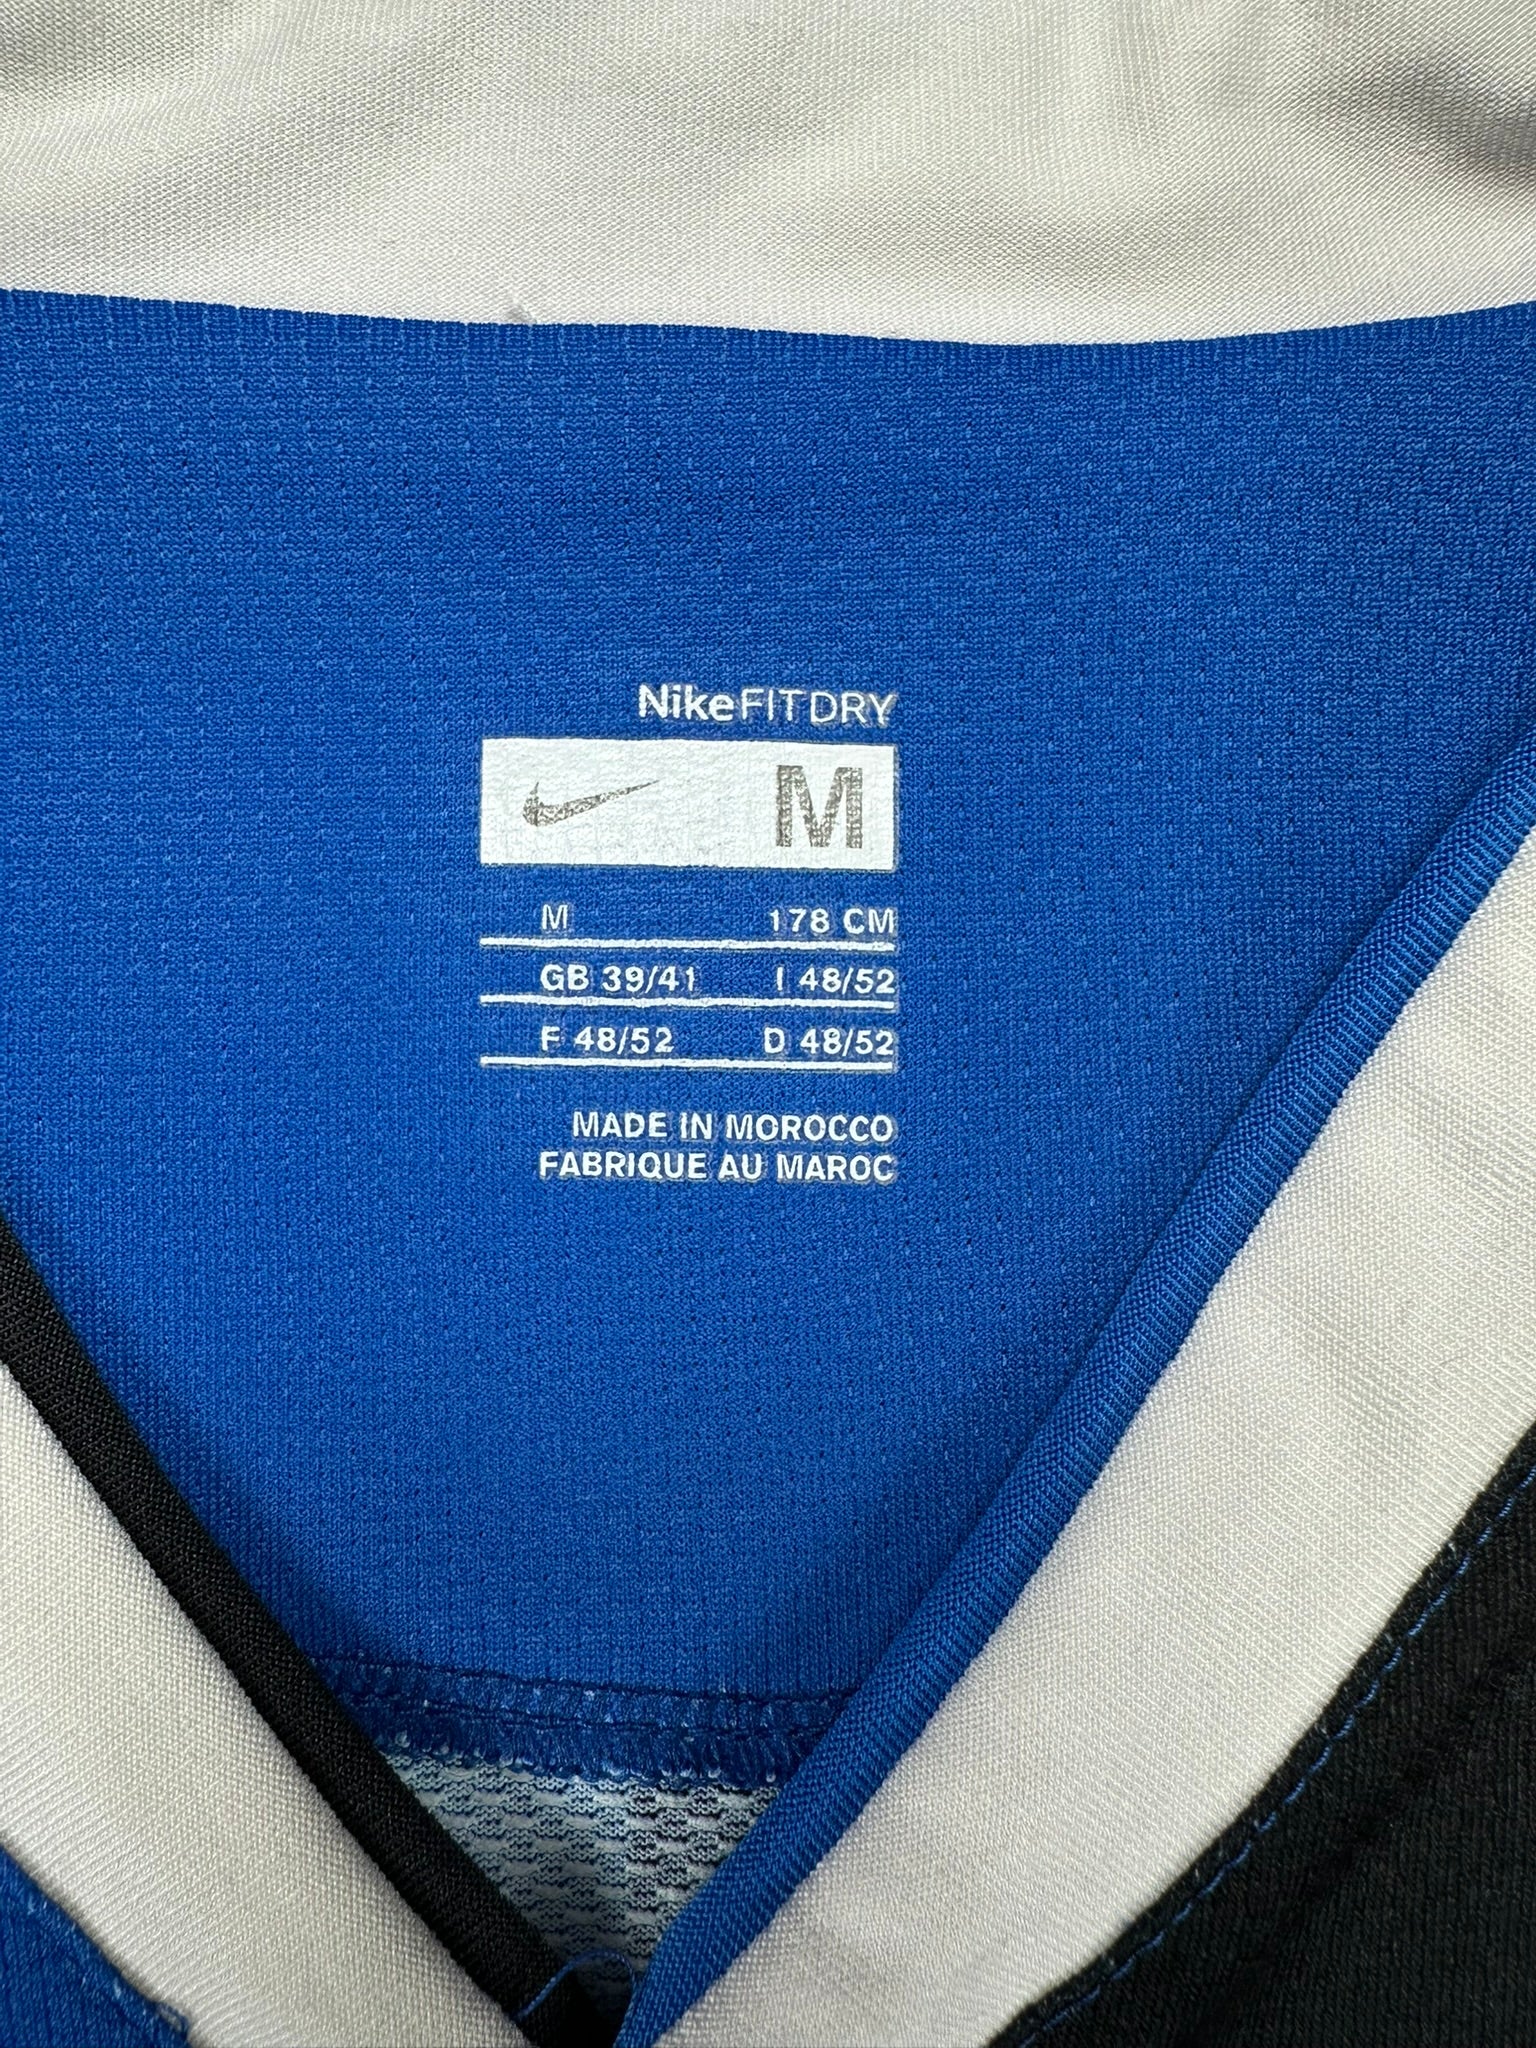 NikeFITDRY
M
M 178 CM
GB 39/41 I 48/52
F 48/52 D 48/52
MADE IN MOROCCO
FABRIQUE AU MAROC